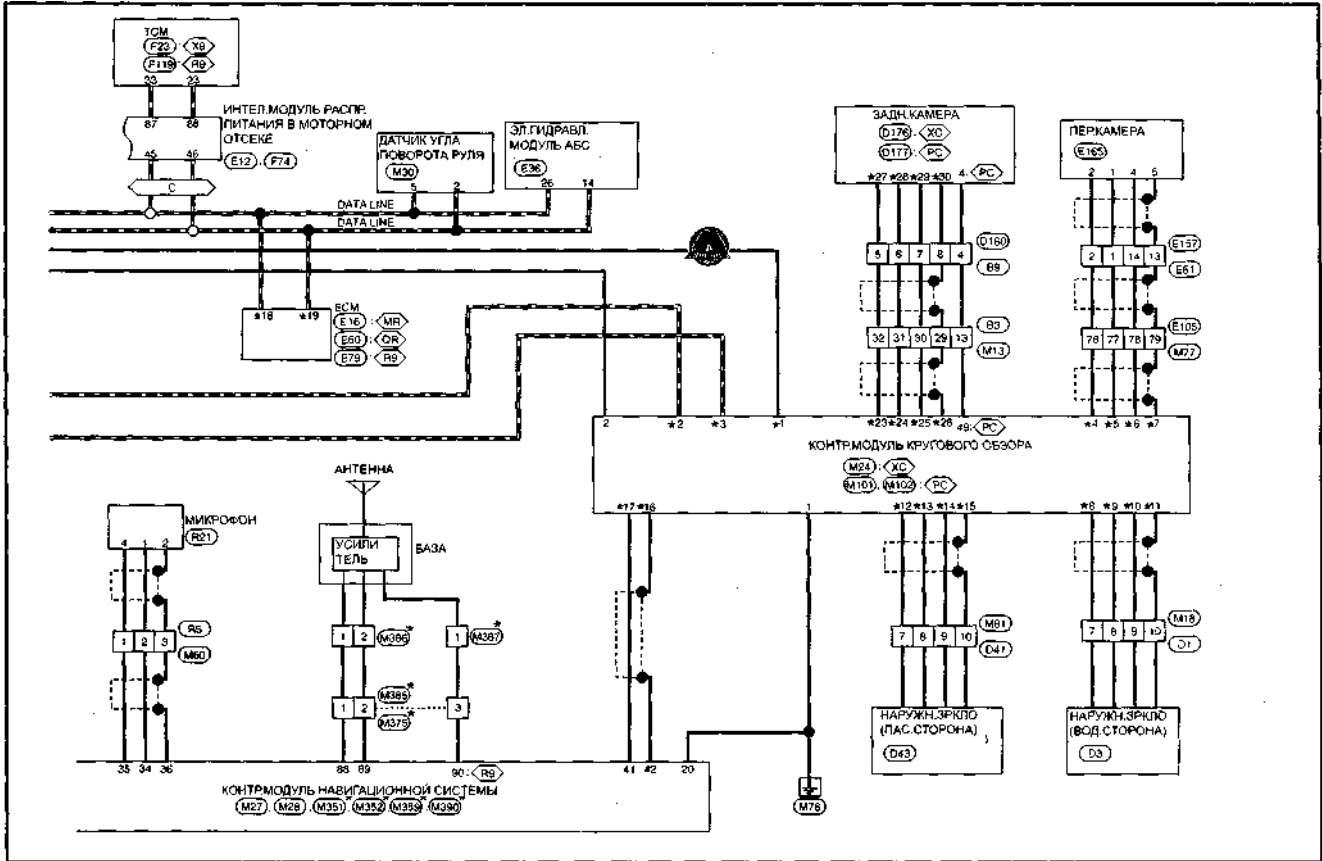 TCM
F23 : X9
F119 : R9
33 23
87 88
45 46
ИНТЕЛ.МОДУЛЬ РАСПР.
ПИТАНИЯ В МОТОРНОМ
ОТСЕКЕ
E12 , F74
C
ДАТЧИК УГЛА
ПОВОРОТА РУЛЯ
M30
5 2
ЭЛ.ГИДРАВЛ.
МОДУЛЬ АБС
E36
26 14
DATA LINE
DATA LINE
★18 ★19
ECM
E16 : MR
E60 : QR
E79 : R9
ЗАДН.КАМЕРА
D176 : XC
D177 : PC
★27 ★28 ★29 ★30 4 : PC
5 6 7 8 4
D160
B9
32 31 30 29 13
B3
M13
ПЕР.КАМЕРА
E165
2 1 4 5
2 1 14 13
E157
E61
76 77 78 79
E105
M77
2 ★2 ★3 ★1 ★23 ★24 ★25 ★26 49 : PC ★4 ★5 ★6 ★7
КОНТР.МОДУЛЬ КРУГОВОГО ОБЗОРА
M24 : XC
M101 , M102 : PC
★17 ★16 1 ★12 ★13 ★14 ★15 ★8 ★9 ★10 ★11
МИКРОФОН
R21
4 1 2
1 2 3
R5
M60
АНТЕННА
УСИЛИ
ТЕЛЬ
БАЗА
1 2 M386★ 1 M387★
M385★
1 2 3
M375★
7 8 9 10
M81
D41
НАРУЖН.ЗРКЛО
(ПАС.СТОРОНА)
D43
7 8 9 10
M18
D1
НАРУЖН.ЗРКЛО
(ВОД.СТОРОНА)
D3
35 34 36 88 89 90 : R9 41 42 20
КОНТР.МОДУЛЬ НАВИГАЦИОННОЙ СИСТЕМЫ
M27 , M28 , M351★ , M352★ , M389★ , M390★
M78